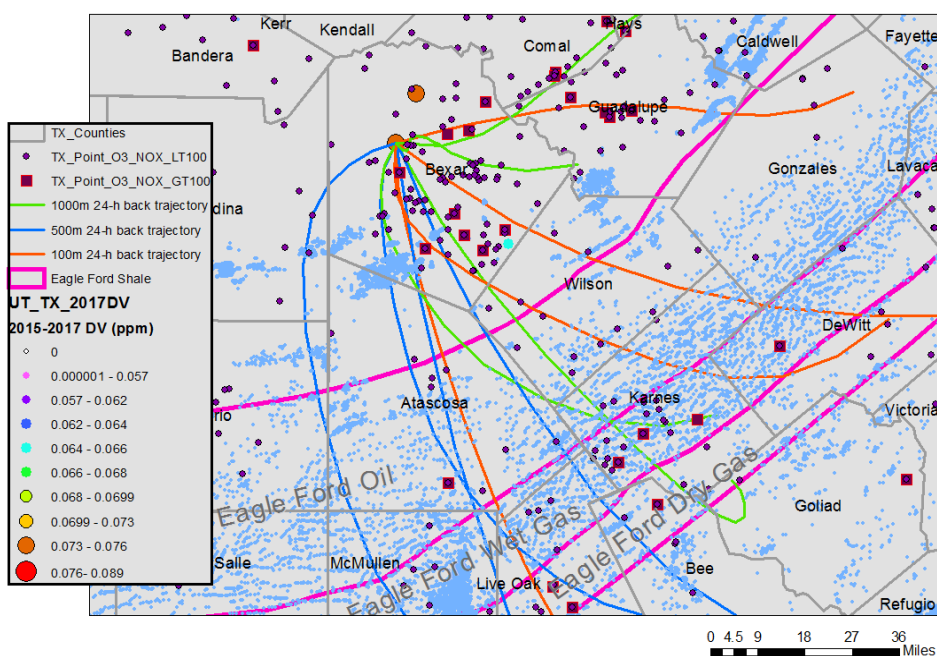 Kerr
Kendall
Hays
Bandera
Comal
Caldwell
Fayette
Guadalupe
TX_Counties
TX_Point_O3_NOX_LT100
TX_Point_O3_NOX_GT100
1000m 24-h back trajectory
500m 24-h back trajectory
100m 24-h back trajectory
Eagle Ford Shale
UT_TX_2017DV
2015-2017 DV (ppm)
0
0.000001 - 0.057
0.057 - 0.062
0.062 - 0.064
0.064 - 0.066
0.066 - 0.068
0.068 - 0.0699
0.0699 - 0.073
0.073 - 0.076
0.076- 0.089
Bexar
Gonzales
Lavaca
dina
Wilson
DeWitt
Atascosa
Karnes
Victoria
rio
Eagle Ford Oil
Eagle Ford Wet Gas
Eagle Ford Dry Gas
Goliad
Salle
McMullen
Live Oak
Bee
Refugio
0 4.5 9 18 27 36
Miles